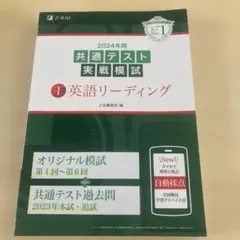 Z-KAI
1
2024年用
共通テスト
実戦模試
1 英語リーディング
Z会編集部 編
オリジナル模試
第1回〜第6回
共通テスト過去問
2023年本試・追試
New!
自動採点